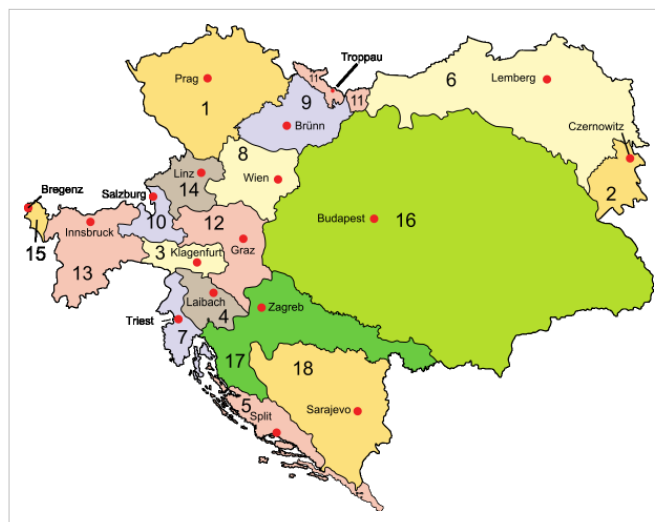 Troppau
11
6
Lemberg
Prag
9
11
1
Brünn
Czernowitz
8
Linz
Wien
2
14
Bregenz
Salzburg
10
12
Budapest
16
Innsbruck
Graz
15
3
Klagenfurt
13
Laibach
4
Zagreb
Triest
7
17
18
5
Split
Sarajevo